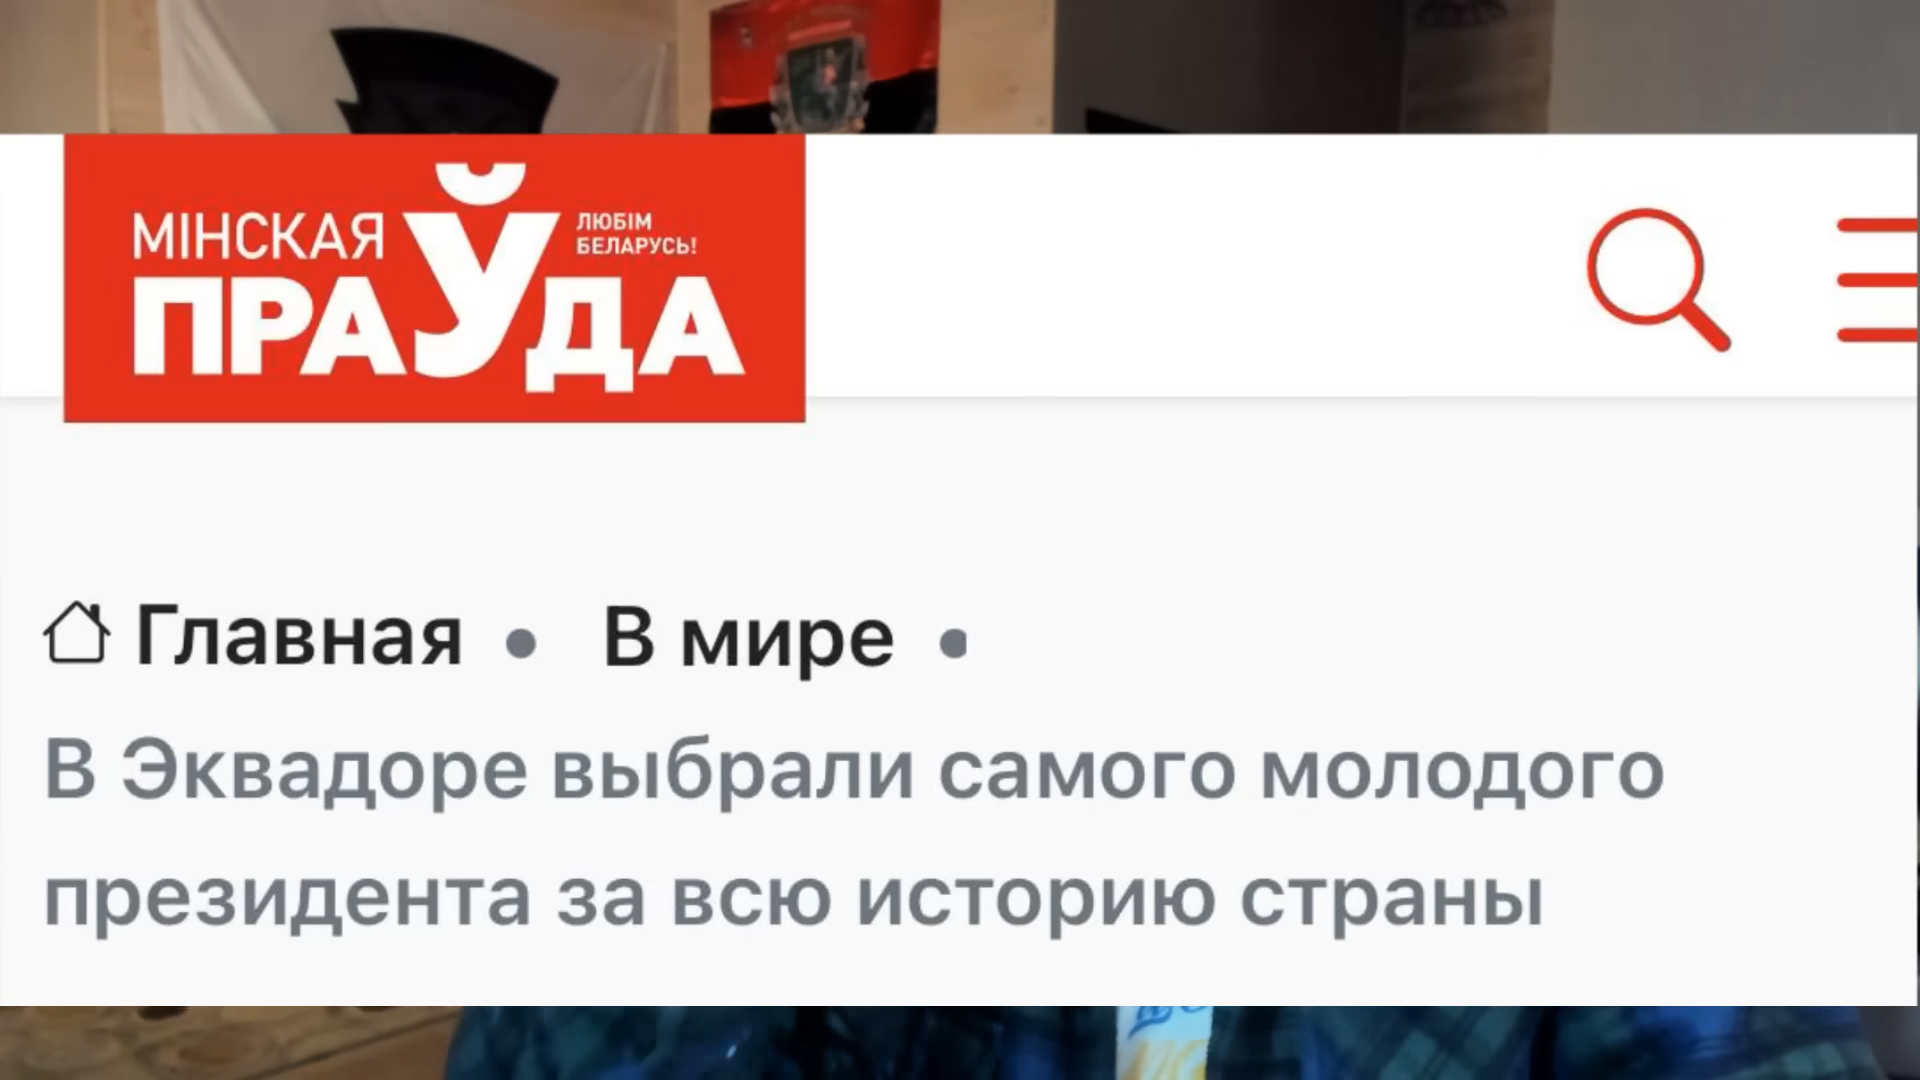 МІНСКАЯ
ПРАЎДА
ЛЮБІМ
БЕЛАРУСЬ!
Главная • В мире •
В Эквадоре выбрали самого молодого
президента за всю историю страны